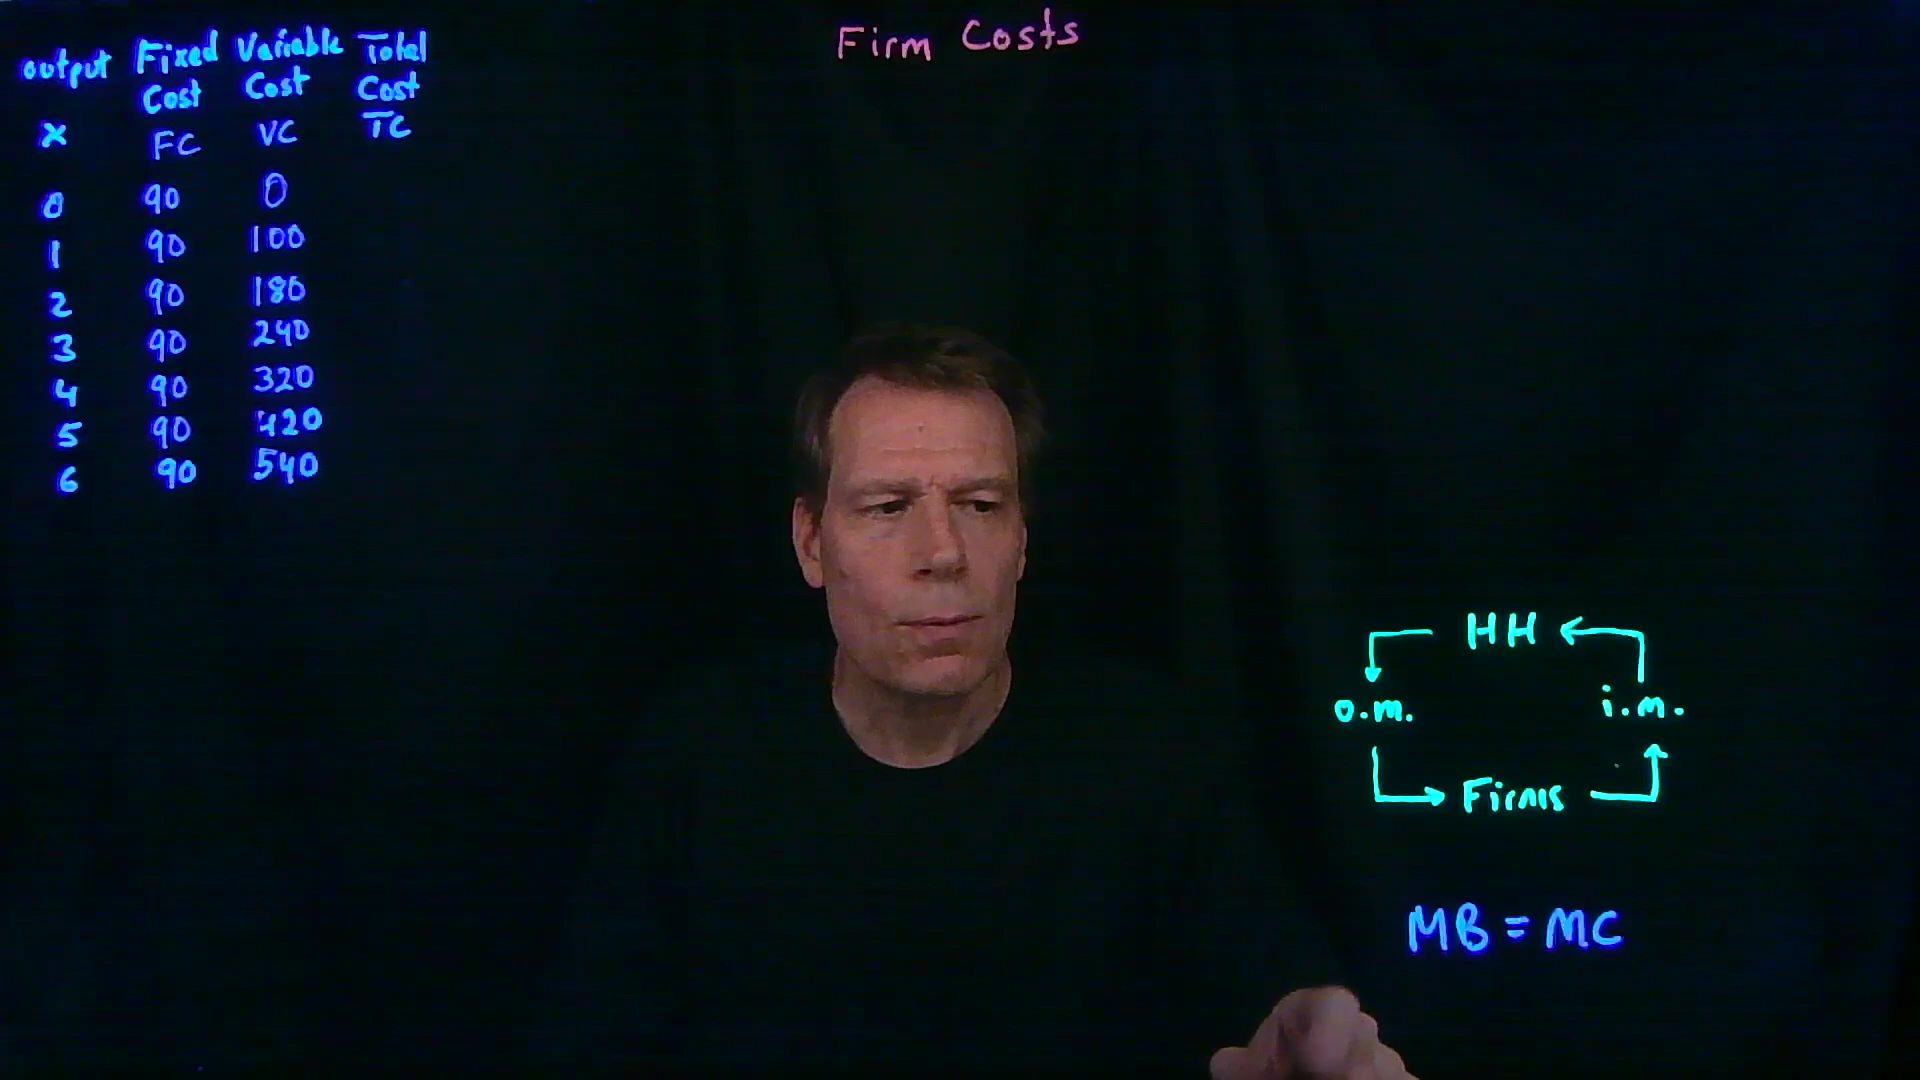 Firm Costs
output Fixed Cost Variable Cost Total Cost
X FC VC TC
0 90 0
1 90 100
2 90 180
3 90 240
4 90 320
5 90 420
6 90 540
HH
o.m. i.m.
Firms
MB = MC